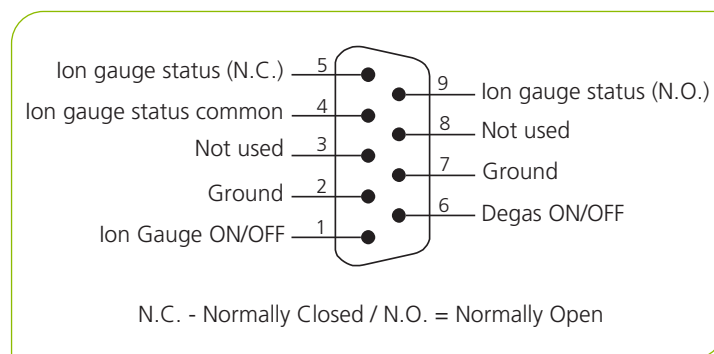 Ion gauge status (N.C.) 5
9 Ion gauge status (N.O.)
Ion gauge status common 4
8 Not used
Not used 3
7 Ground
Ground 2
6 Degas ON/OFF
Ion Gauge ON/OFF 1
N.C. - Normally Closed / N.O. = Normally Open